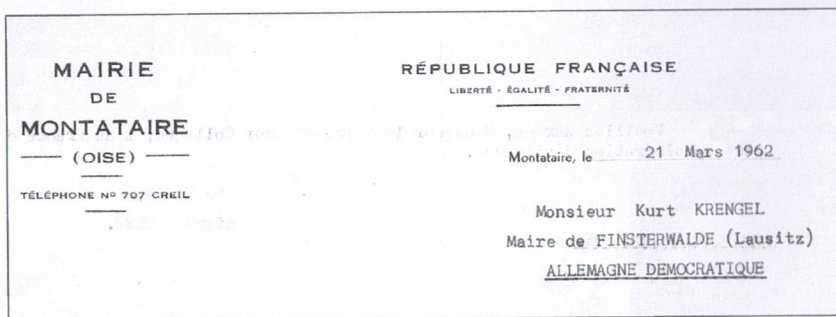 MAIRIE
DE
MONTATAIRE
(OISE)
TÉLÉPHONE Nº 707 CREIL
RÉPUBLIQUE FRANÇAISE
LIBERTÉ - ÉGALITÉ - FRATERNITÉ
Montataire, le 21 Mars 1962
Monsieur Kurt KRENGEL
Maire de FINSTERWALDE (Lausitz)
ALLEMAGNE DEMOCRATIQUE